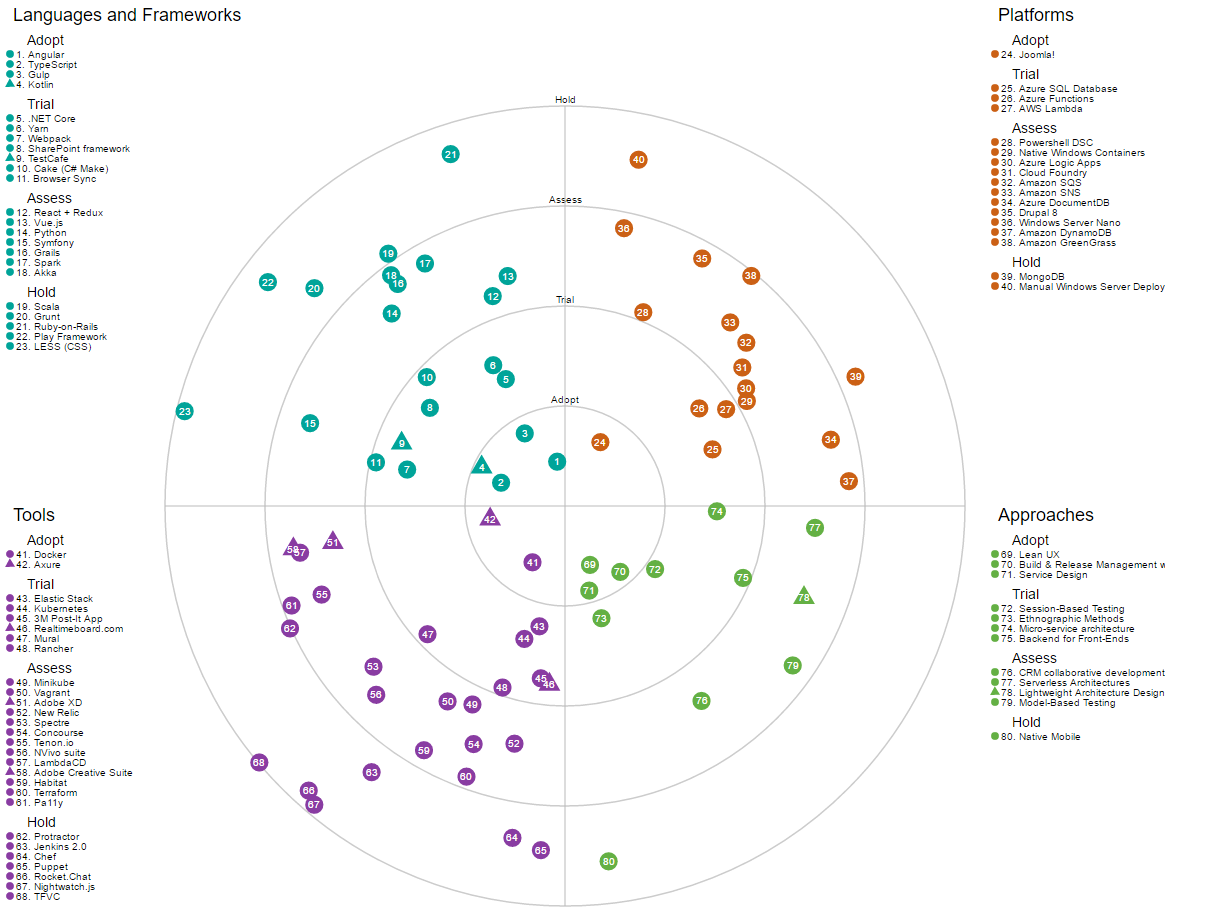 Languages and Frameworks
Adopt
1. Angular
2. TypeScript
3. Gulp
4. Kotlin
Trial
5. .NET Core
6. Yarn
7. Webpack
8. SharePoint framework
9. TestCafe
10. Cake (C# Make)
11. Browser Sync
Assess
12. React + Redux
13. Vue.js
14. Python
15. Symfony
16. Grails
17. Spark
18. Akka
Hold
19. Scala
20. Grunt
21. Ruby-on-Rails
22. Play Framework
23. LESS (CSS)
Platforms
Adopt
24. Joomla!
Trial
25. Azure SQL Database
26. Azure Functions
27. AWS Lambda
Assess
28. Powershell DSC
29. Native Windows Containers
30. Azure Logic Apps
31. Cloud Foundry
32. Amazon SQS
33. Amazon SNS
34. Azure DocumentDB
35. Drupal 8
36. Windows Server Nano
37. Amazon DynamoDB
38. Amazon GreenGrass
Hold
39. MongoDB
40. Manual Windows Server Deploy
Tools
Adopt
41. Docker
42. Axure
Trial
43. Elastic Stack
44. Kubernetes
45. 3M Post-It App
46. Realtimeboard.com
47. Mural
48. Rancher
Assess
49. Minikube
50. Vagrant
51. Adobe XD
52. New Relic
53. Spectre
54. Concourse
55. Tenon.io
56. NVivo suite
57. LambdaCD
58. Adobe Creative Suite
59. Habitat
60. Terraform
61. Pa11y
Hold
62. Protractor
63. Jenkins 2.0
64. Chef
65. Puppet
66. Rocket.Chat
67. Nightwatch.js
68. TFVC
Approaches
Adopt
69. Lean UX
70. Build & Release Management w
71. Service Design
Trial
72. Session-Based Testing
73. Ethnographic Methods
74. Micro-service architecture
75. Backend for Front-Ends
Assess
76. CRM collaborative development
77. Serverless Architectures
78. Lightweight Architecture Design
79. Model-Based Testing
Hold
80. Native Mobile
Hold
21
40
Assess
36
19
17
35
18
16
13
38
22
20
12
Trial
14
28
33
32
6
31
5
10
39
30
29
Adopt
8
26
27
23
15
3
34
9
24
25
1
11
4
7
2
37
74
42
77
51
58
57
41
69
72
70
75
71
55
78
61
73
43
62
47
44
79
53
45
46
48
56
50
49
76
54
52
59
68
63
60
66
67
64
65
80